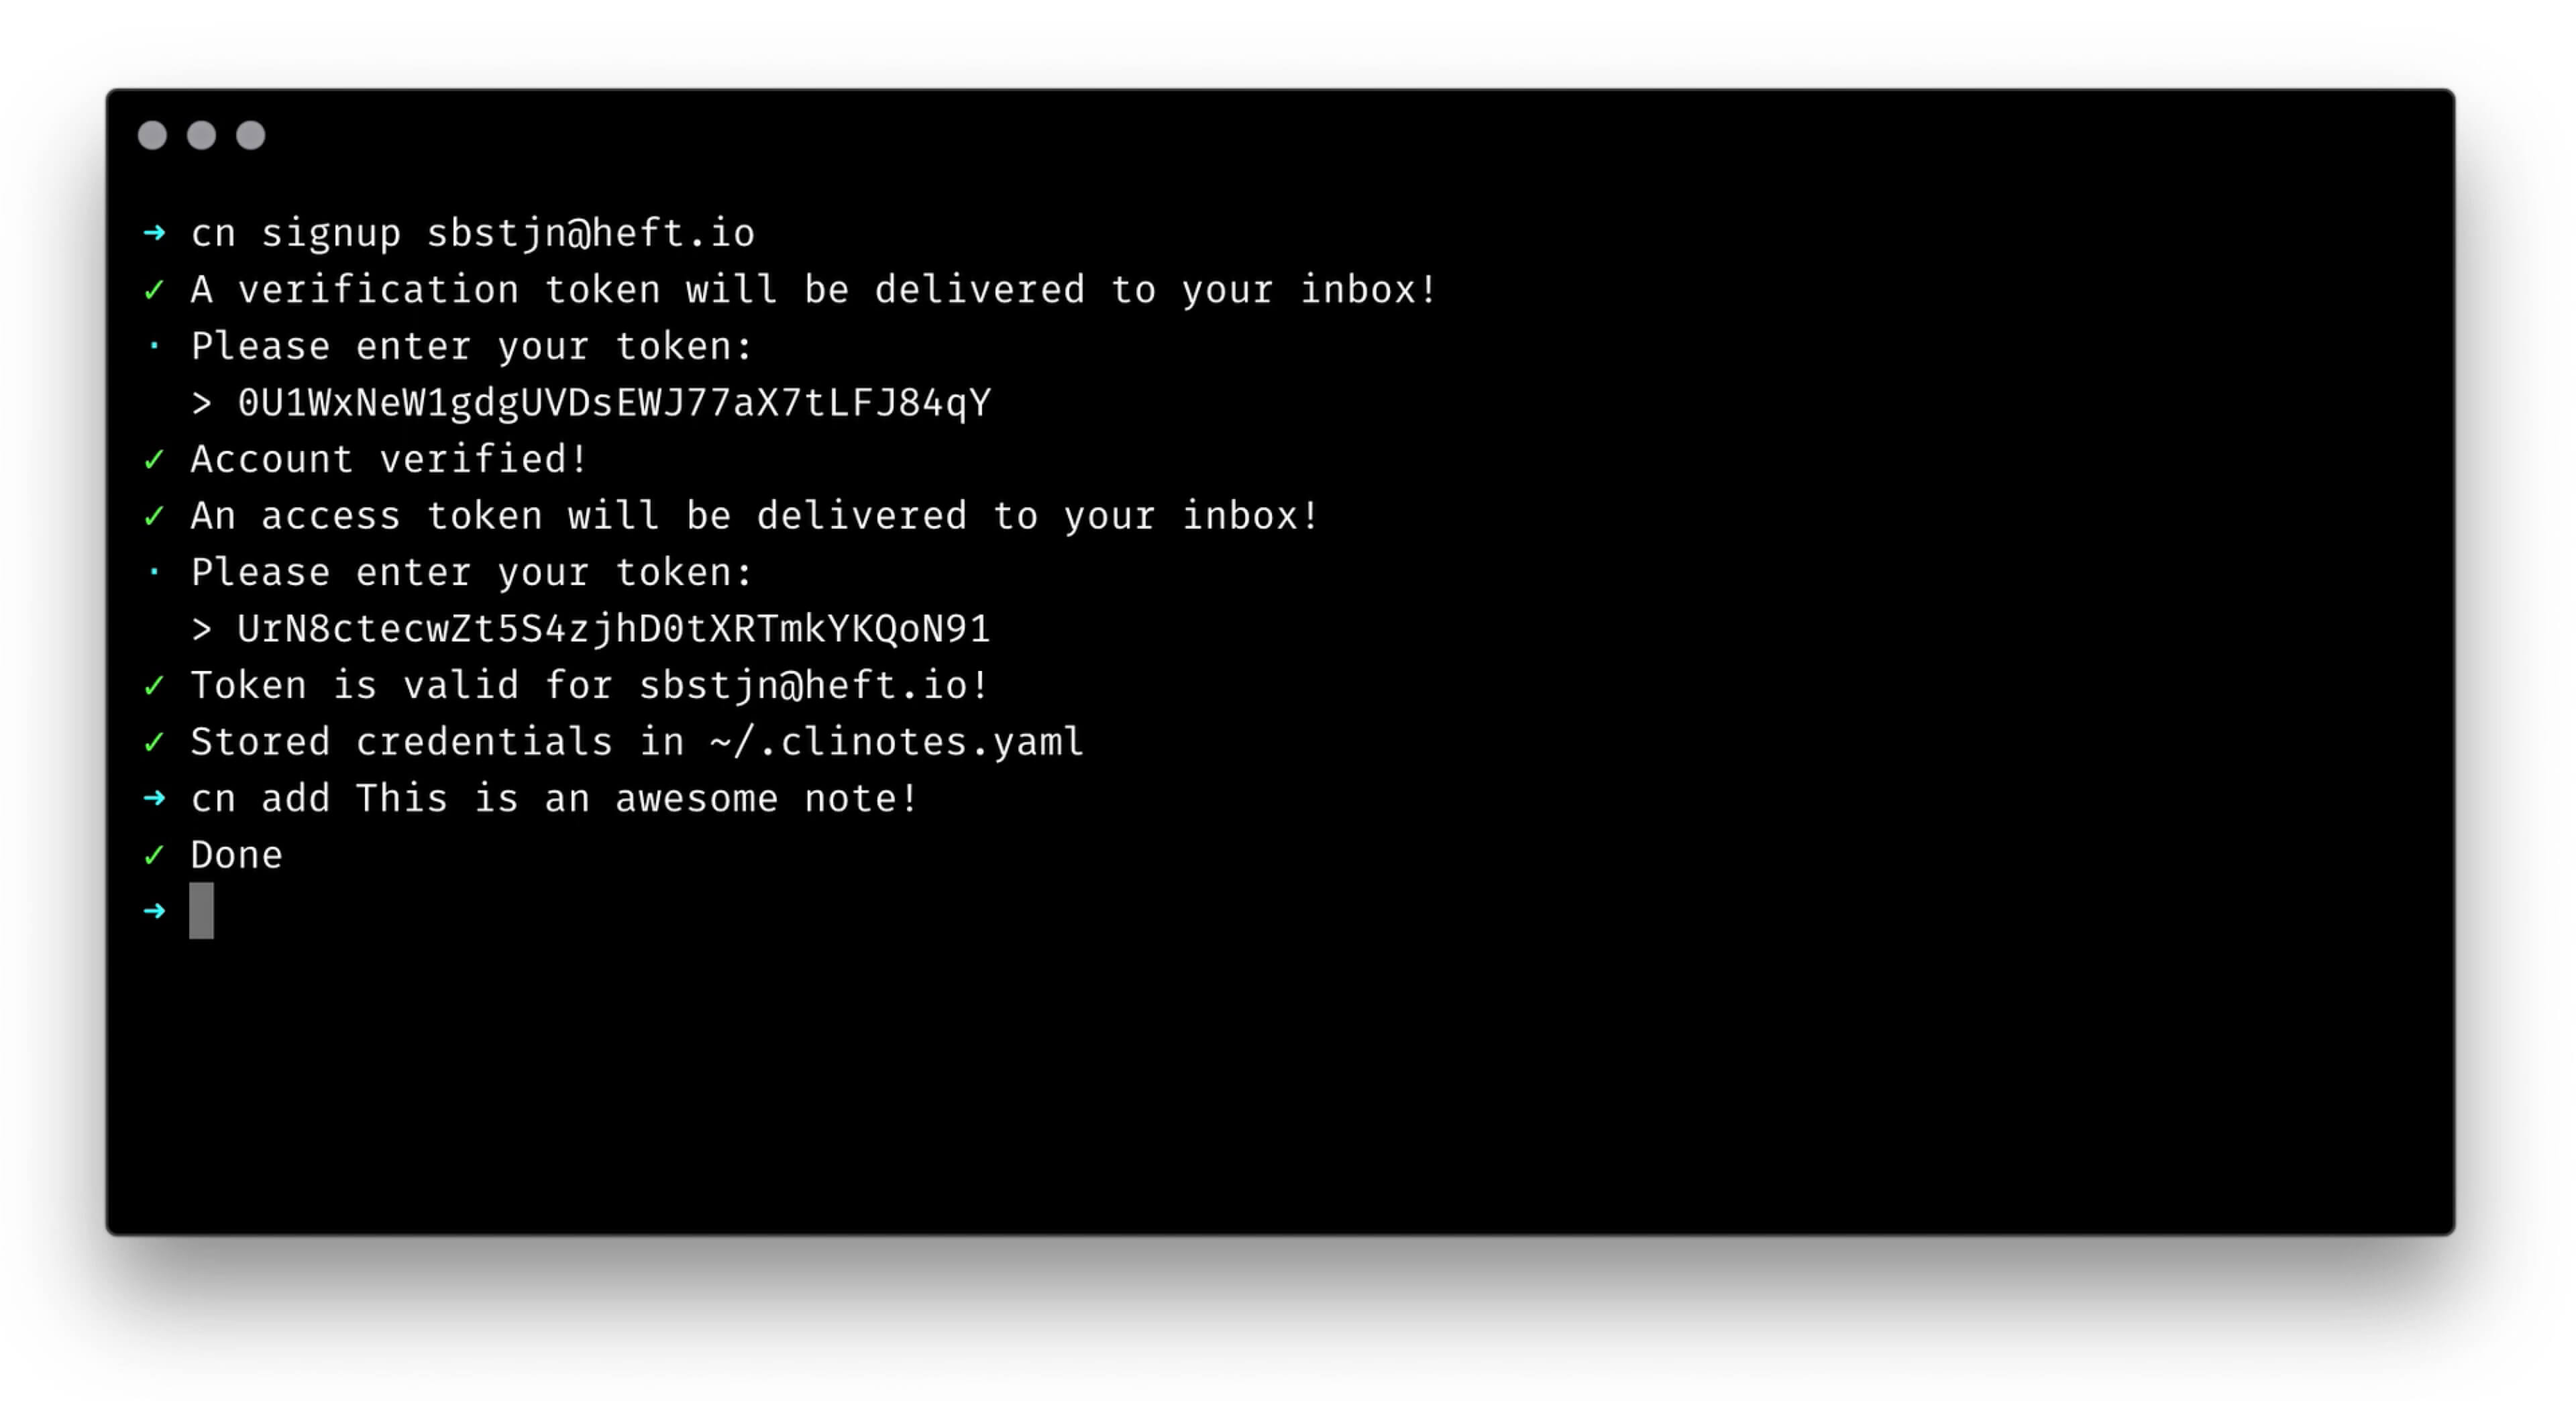 ➜ cn signup sbstjn@heft.io
✓ A verification token will be delivered to your inbox!
· Please enter your token:
> 0U1WxNeW1gdgUVDsEWJ77aX7tLFJ84qY
✓ Account verified!
✓ An access token will be delivered to your inbox!
· Please enter your token:
> UrN8ctecwZt5S4zjhD0tXRTmkYKQoN91
✓ Token is valid for sbstjn@heft.io!
✓ Stored credentials in ~/.clinotes.yaml
➜ cn add This is an awesome note!
✓ Done
➜